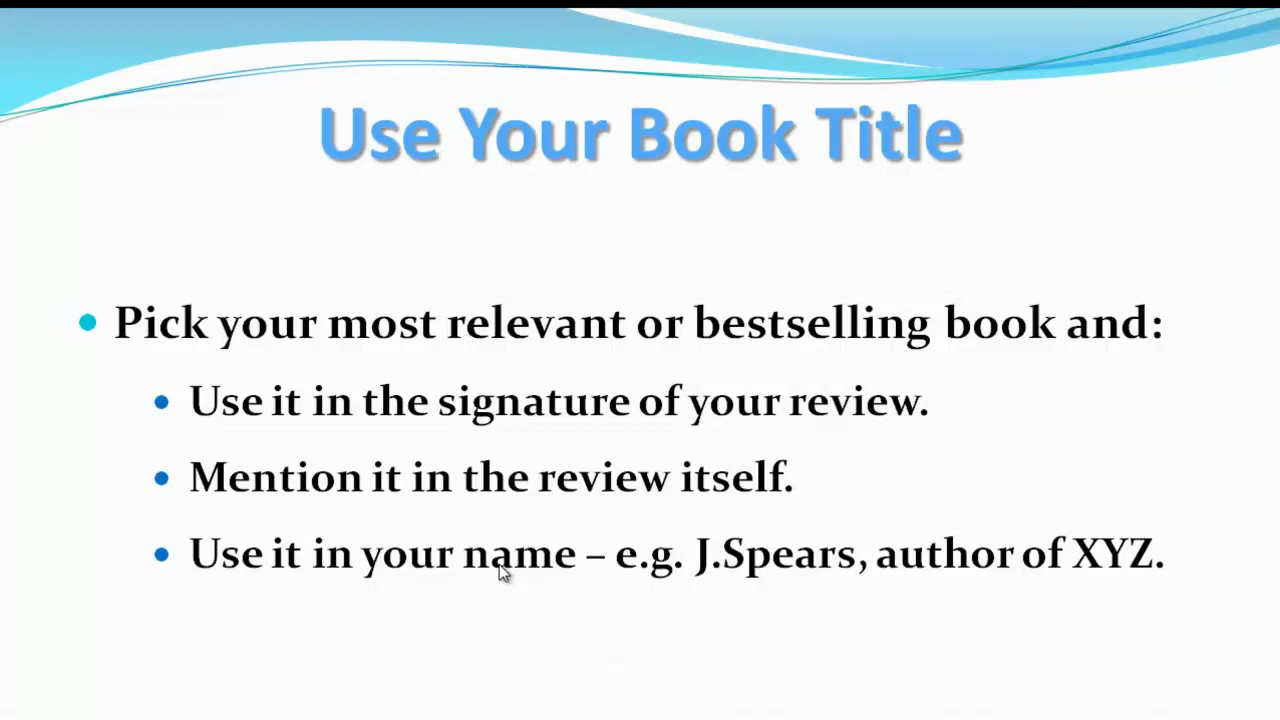 Use Your Book Title
Pick your most relevant or bestselling book and:
Use it in the signature of your review.
Mention it in the review itself.
Use it in your name – e.g. J.Spears, author of XYZ.